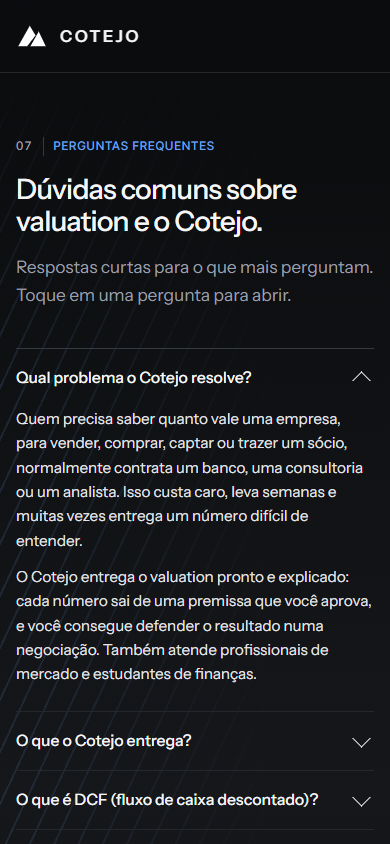 COTEJO
07 PERGUNTAS FREQUENTES
Dúvidas comuns sobre
valuation e o Cotejo.
Respostas curtas para o que mais perguntam.
Toque em uma pergunta para abrir.
Qual problema o Cotejo resolve?
Quem precisa saber quanto vale uma empresa,
para vender, comprar, captar ou trazer um sócio,
normalmente contrata um banco, uma consultoria
ou um analista. Isso custa caro, leva semanas e
muitas vezes entrega um número difícil de
entender.
O Cotejo entrega o valuation pronto e explicado:
cada número sai de uma premissa que você aprova,
e você consegue defender o resultado numa
negociação. Também atende profissionais de
mercado e estudantes de finanças.
O que o Cotejo entrega?
O que é DCF (fluxo de caixa descontado)?